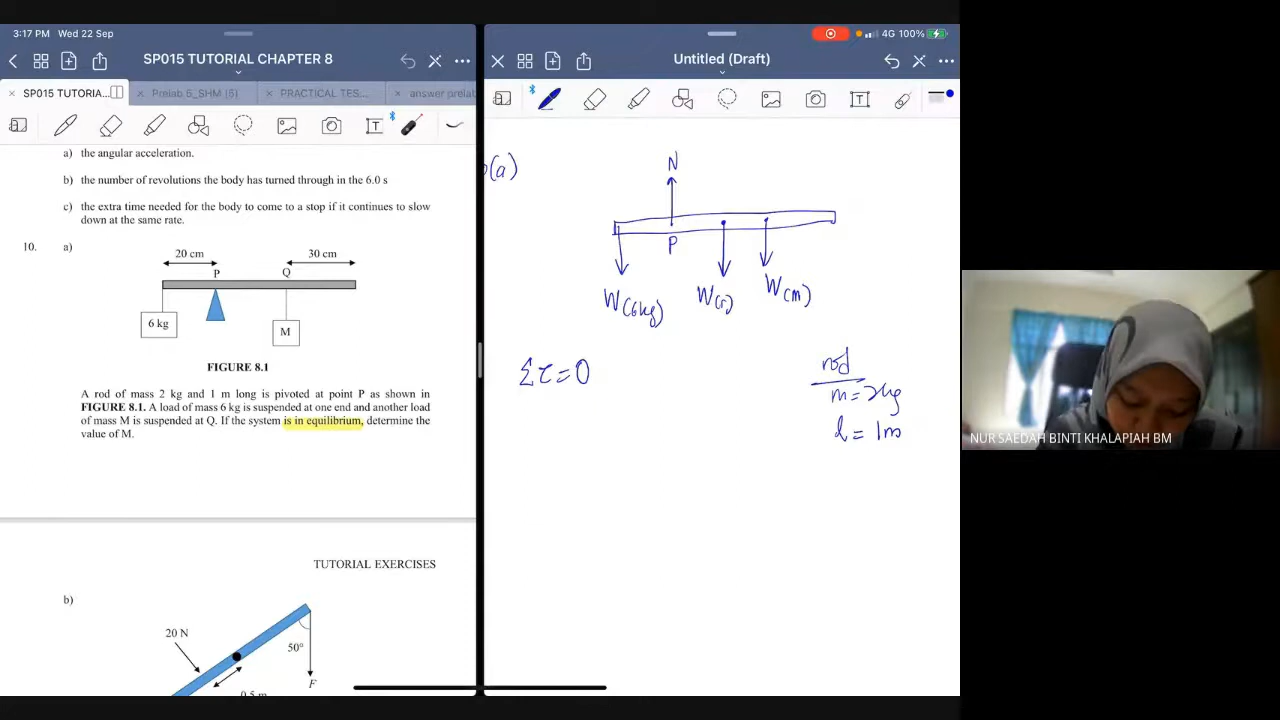 3:17 PM Wed 22 Sep
4G 100%
SP015 TUTORIAL CHAPTER 8
Untitled (Draft)
SP015 TUTORIA...
Prelab 6_SHM (6)
PRACTICAL TES...
answer prelab
a) the angular acceleration.
b) the number of revolutions the body has turned through in the 6.0 s
c) the extra time needed for the body to come to a stop if it continues to slow
down at the same rate.
10. a)
20 cm
30 cm
P
Q
6 kg
M
FIGURE 8.1
A rod of mass 2 kg and 1 m long is pivoted at point P as shown in
FIGURE 8.1. A load of mass 6 kg is suspended at one end and another load
of mass M is suspended at Q. If the system is in equilibrium, determine the
value of M.
TUTORIAL EXERCISES
b)
20 N
50°
F
0.5 m
(a)
N
P
W(6kg)
W(r)
W(m)
Στ=0
rod
m = 2kg
l = 1m
NUR SAEDAH BINTI KHALAPIAH BM